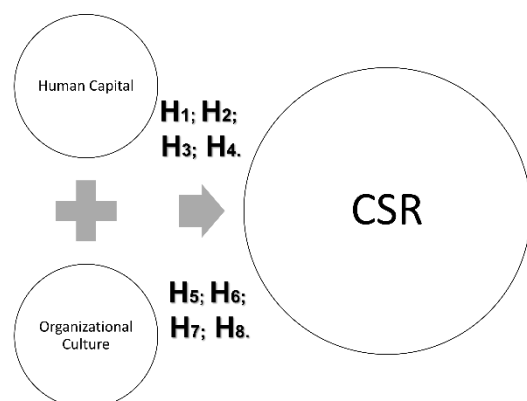 Human Capital
H1; H2;
H3; H4.
CSR
H5; H6;
H7; H8.
Organizational
Culture